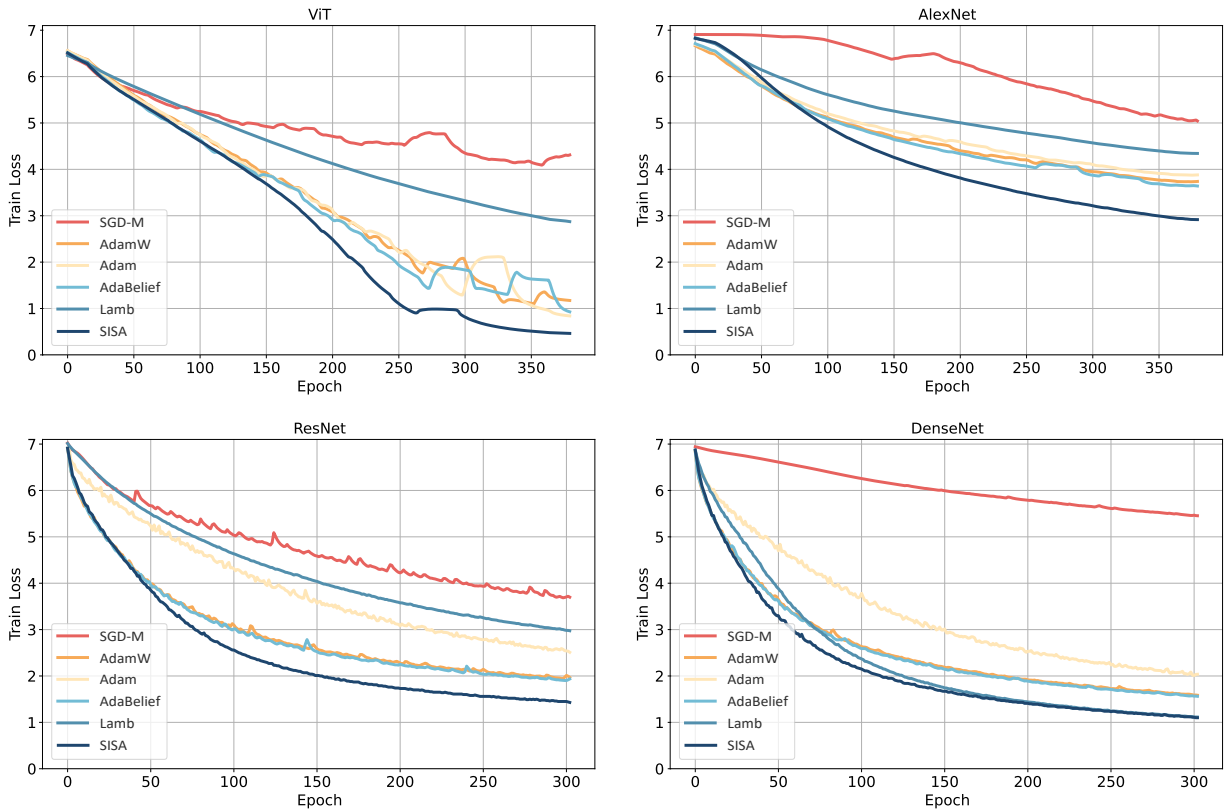 ViT
Train Loss
7
6
5
4
3
2
1
0
SGD-M
AdamW
Adam
AdaBelief
Lamb
SISA
0 50 100 150 200 250 300 350
Epoch
AlexNet
Train Loss
7
6
5
4
3
2
1
0
SGD-M
AdamW
Adam
AdaBelief
Lamb
SISA
0 50 100 150 200 250 300 350
Epoch
ResNet
Train Loss
7
6
5
4
3
2
1
0
SGD-M
AdamW
Adam
AdaBelief
Lamb
SISA
0 50 100 150 200 250 300
Epoch
DenseNet
Train Loss
7
6
5
4
3
2
1
0
SGD-M
AdamW
Adam
AdaBelief
Lamb
SISA
0 50 100 150 200 250 300
Epoch